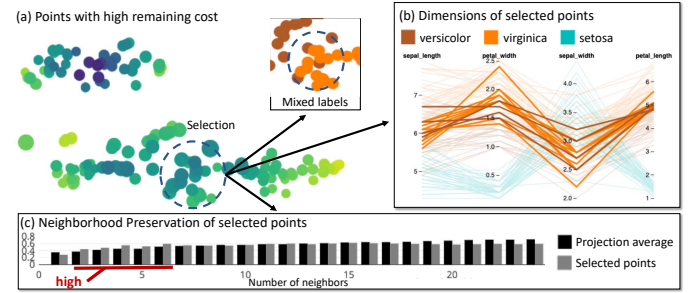 (a) Points with high remaining cost
Mixed labels
Selection
(b) Dimensions of selected points
versicolor virginica setosa
sepal_length petal_width sepal_width petal_length
7
6
5
2.5
2.0
1.5
1.0
0.5
4.0
3.5
3.0
2.5
2.0
6
5
4
3
2
1
(c) Neighborhood Preservation of selected points
0.8
0.6
0.4
0.2
0 5 10 15 20
high
Number of neighbors
Projection average
Selected points